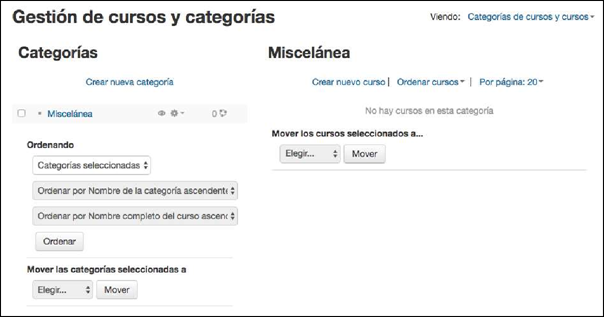 Gestión de cursos y categorías
Viendo: Categorías de cursos y cursos
Categorías
Crear nueva categoría
Miscelánea
0
Ordenando
Categorías seleccionadas
Ordenar por Nombre de la categoría ascendente
Ordenar por Nombre completo del curso ascend
Ordenar
Mover las categorías seleccionadas a
Elegir... Mover
Miscelánea
Crear nuevo curso | Ordenar cursos | Por página: 20
No hay cursos en esta categoría
Mover los cursos seleccionados a...
Elegir... Mover